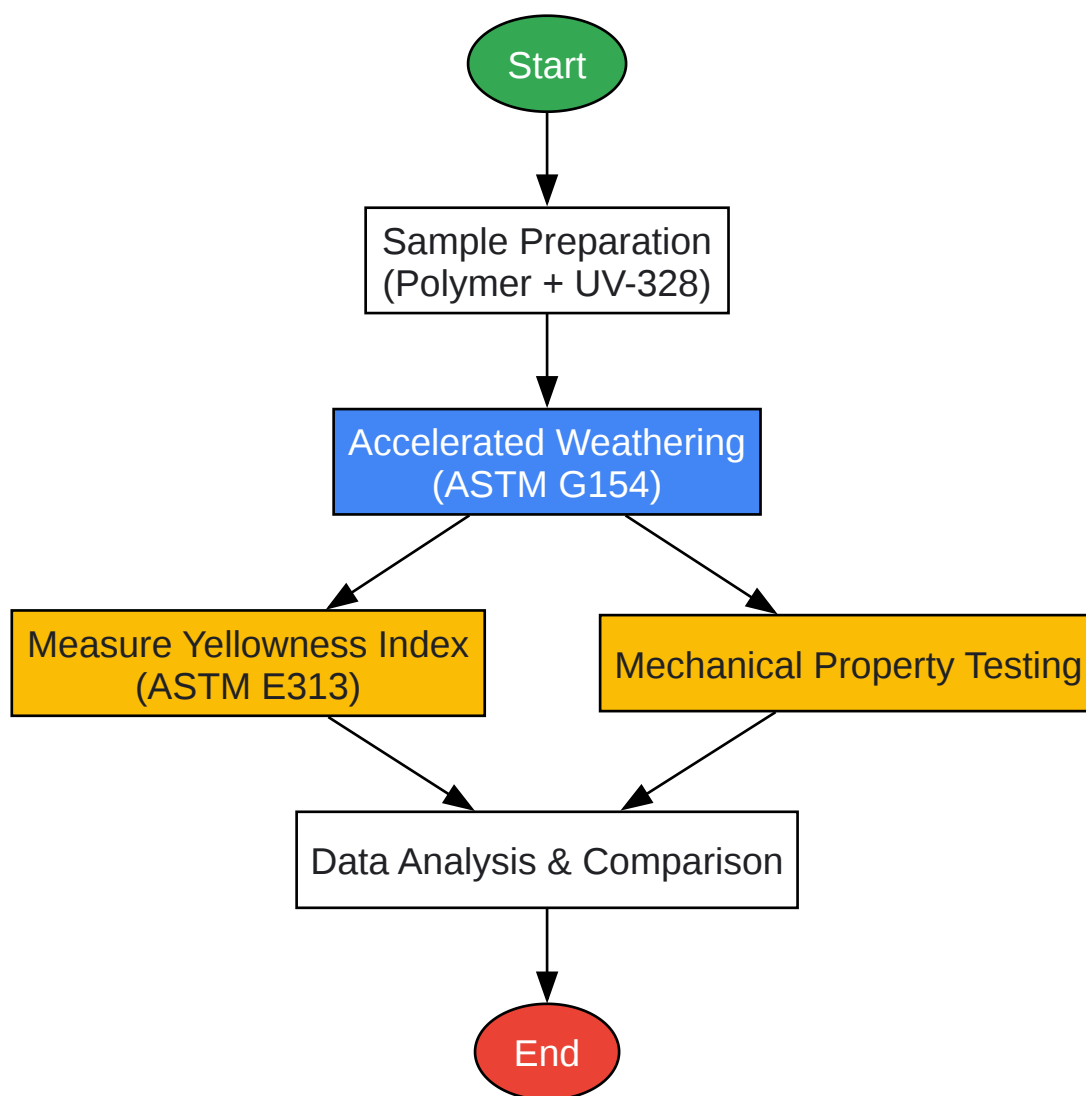 Start
Sample Preparation
(Polymer + UV-328)
Accelerated Weathering
(ASTM G154)
Measure Yellowness Index
(ASTM E313)
Mechanical Property Testing
Data Analysis & Comparison
End